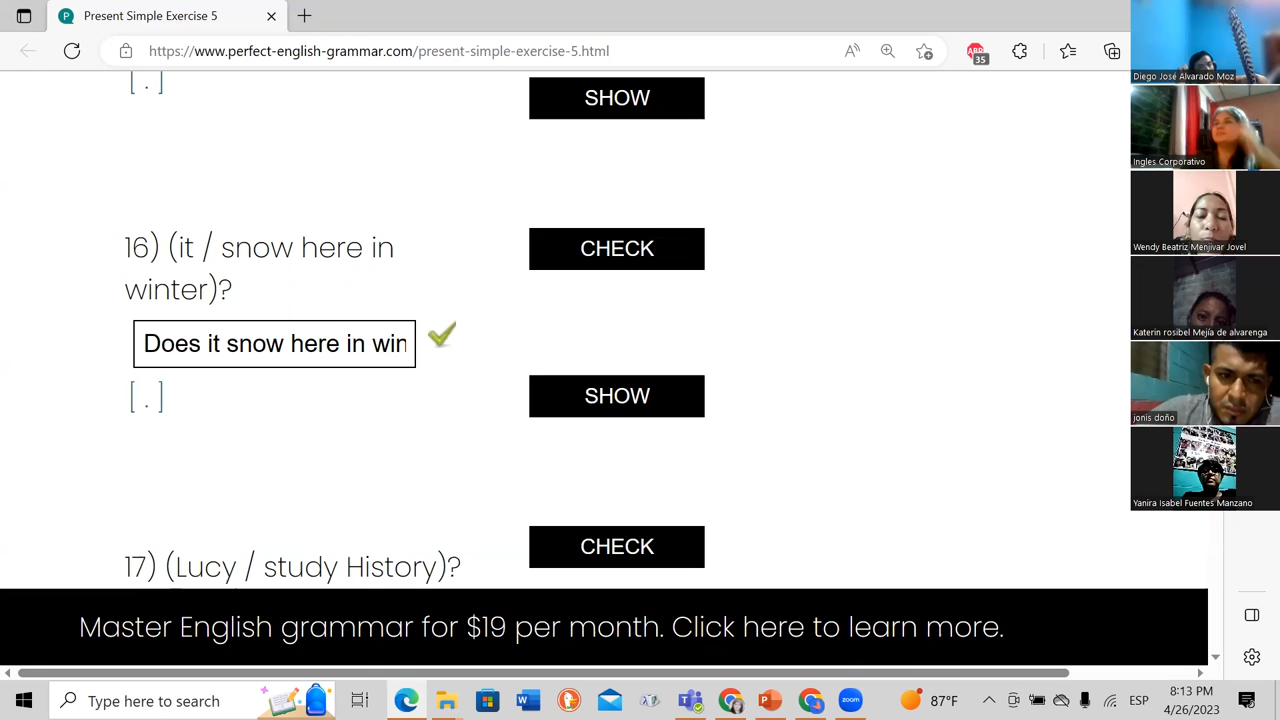 Present Simple Exercise 5
https://www.perfect-english-grammar.com/present-simple-exercise-5.html
ABP
35
[ . ]
SHOW
16) (it / snow here in
winter)?
CHECK
Does it snow here in win
[ . ]
SHOW
17) (Lucy / study History)?
CHECK
Master English grammar for $19 per month. Click here to learn more.
Diego José Alvarado Moz
Ingles Corporativo
Wendy Beatriz Menjivar Jovel
Katerin rosibel Mejía de alvarenga
jonis doño
Yanira Isabel Fuentes Manzano
Type here to search
zoom
87°F
ESP
8:13 PM
4/26/2023